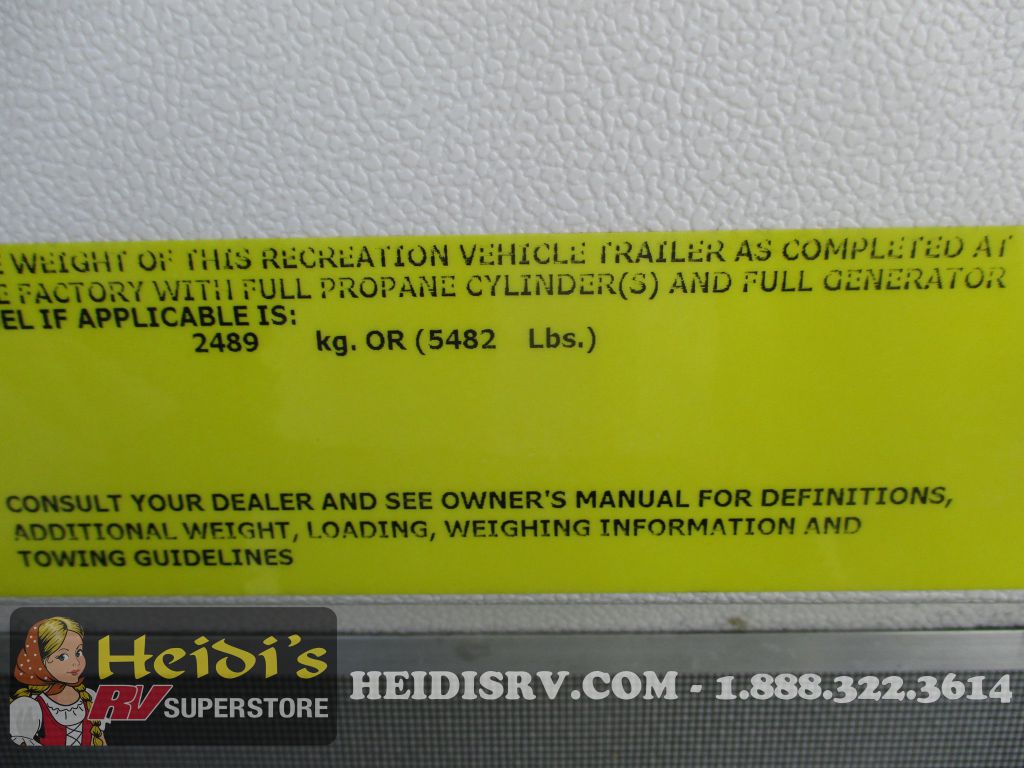 E WEIGHT OF THIS RECREATION VEHICLE TRAILER AS COMPLETED AT
E FACTORY WITH FULL PROPANE CYLINDER(S) AND FULL GENERATOR
EL IF APPLICABLE IS:
2489 kg. OR (5482 Lbs.)
CONSULT YOUR DEALER AND SEE OWNER'S MANUAL FOR DEFINITIONS,
ADDITIONAL WEIGHT, LOADING, WEIGHING INFORMATION AND
TOWING GUIDELINES
Heidi's
RV SUPERSTORE
HEIDISRV.COM - 1.888.322.3614